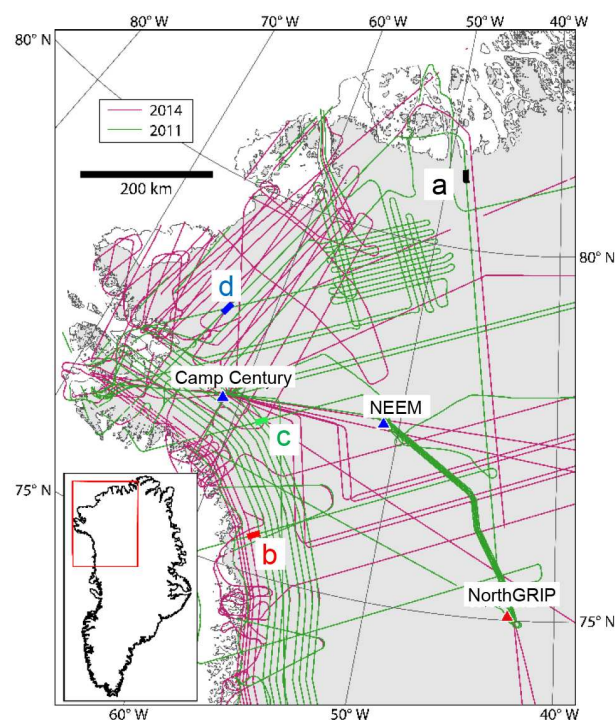 80° W
70° W
60° W
50° W
40° W
80° N
2014
2011
200 km
a
80° N
d
Camp Century
NEEM
c
75° N
b
NorthGRIP
75° N
60° W
50° W
40° W